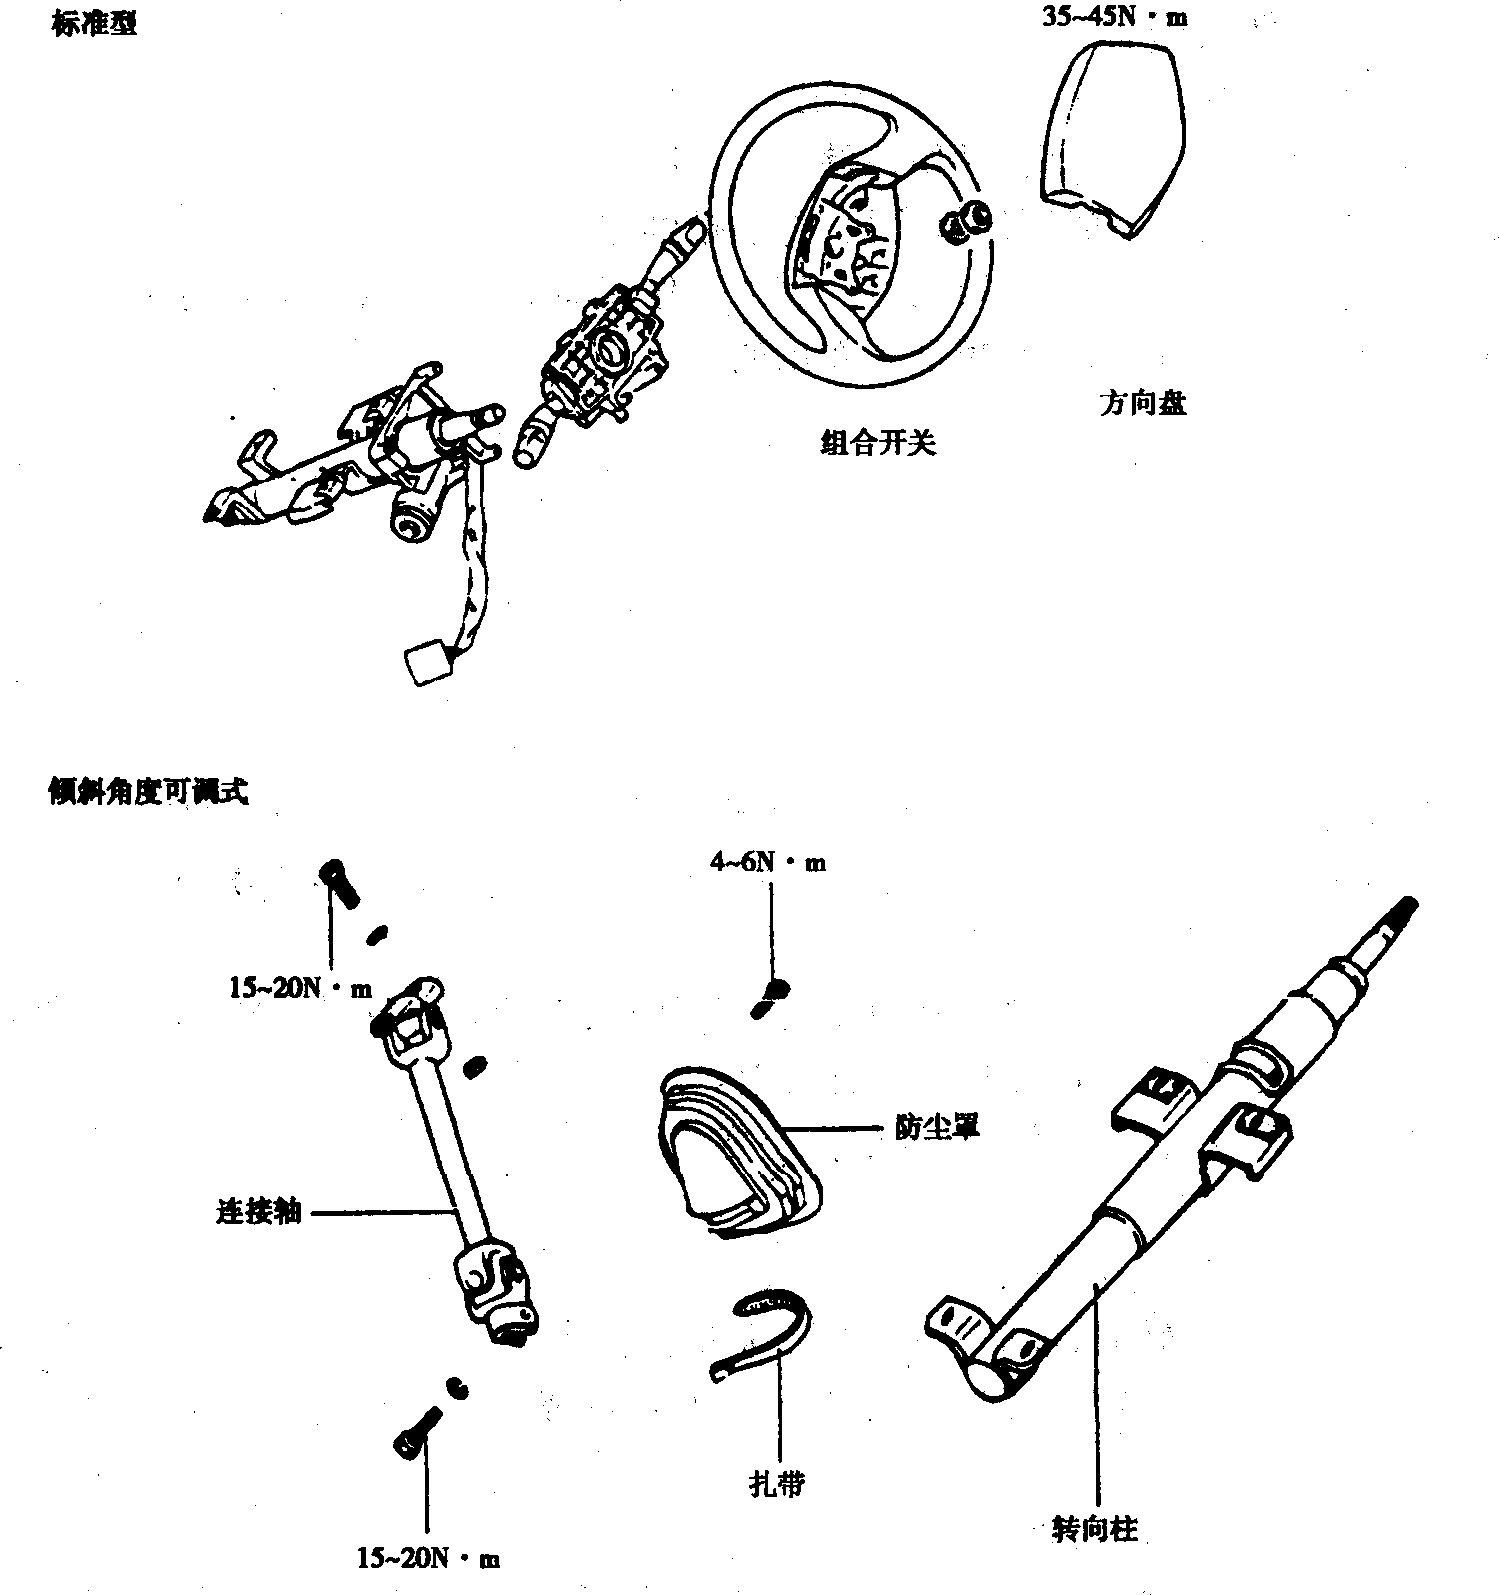 标准型
35~45N·m
方向盘
组合开关
倾斜角度可调式
4~6N·m
15~20N·m
防尘罩
连接轴
扎带
转向柱
15~20N·m